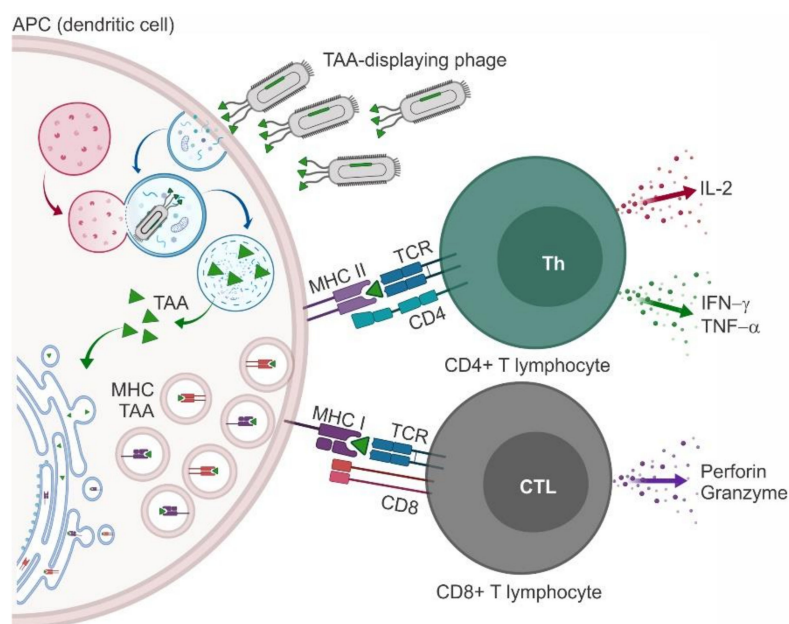 APC (dendritic cell)
TAA-displaying phage
IL-2
TCR
MHC II
Th
TAA
CD4
IFN–γ
TNF–α
CD4+ T lymphocyte
MHC
TAA
MHC I
TCR
CTL
Perforin
Granzyme
CD8
CD8+ T lymphocyte